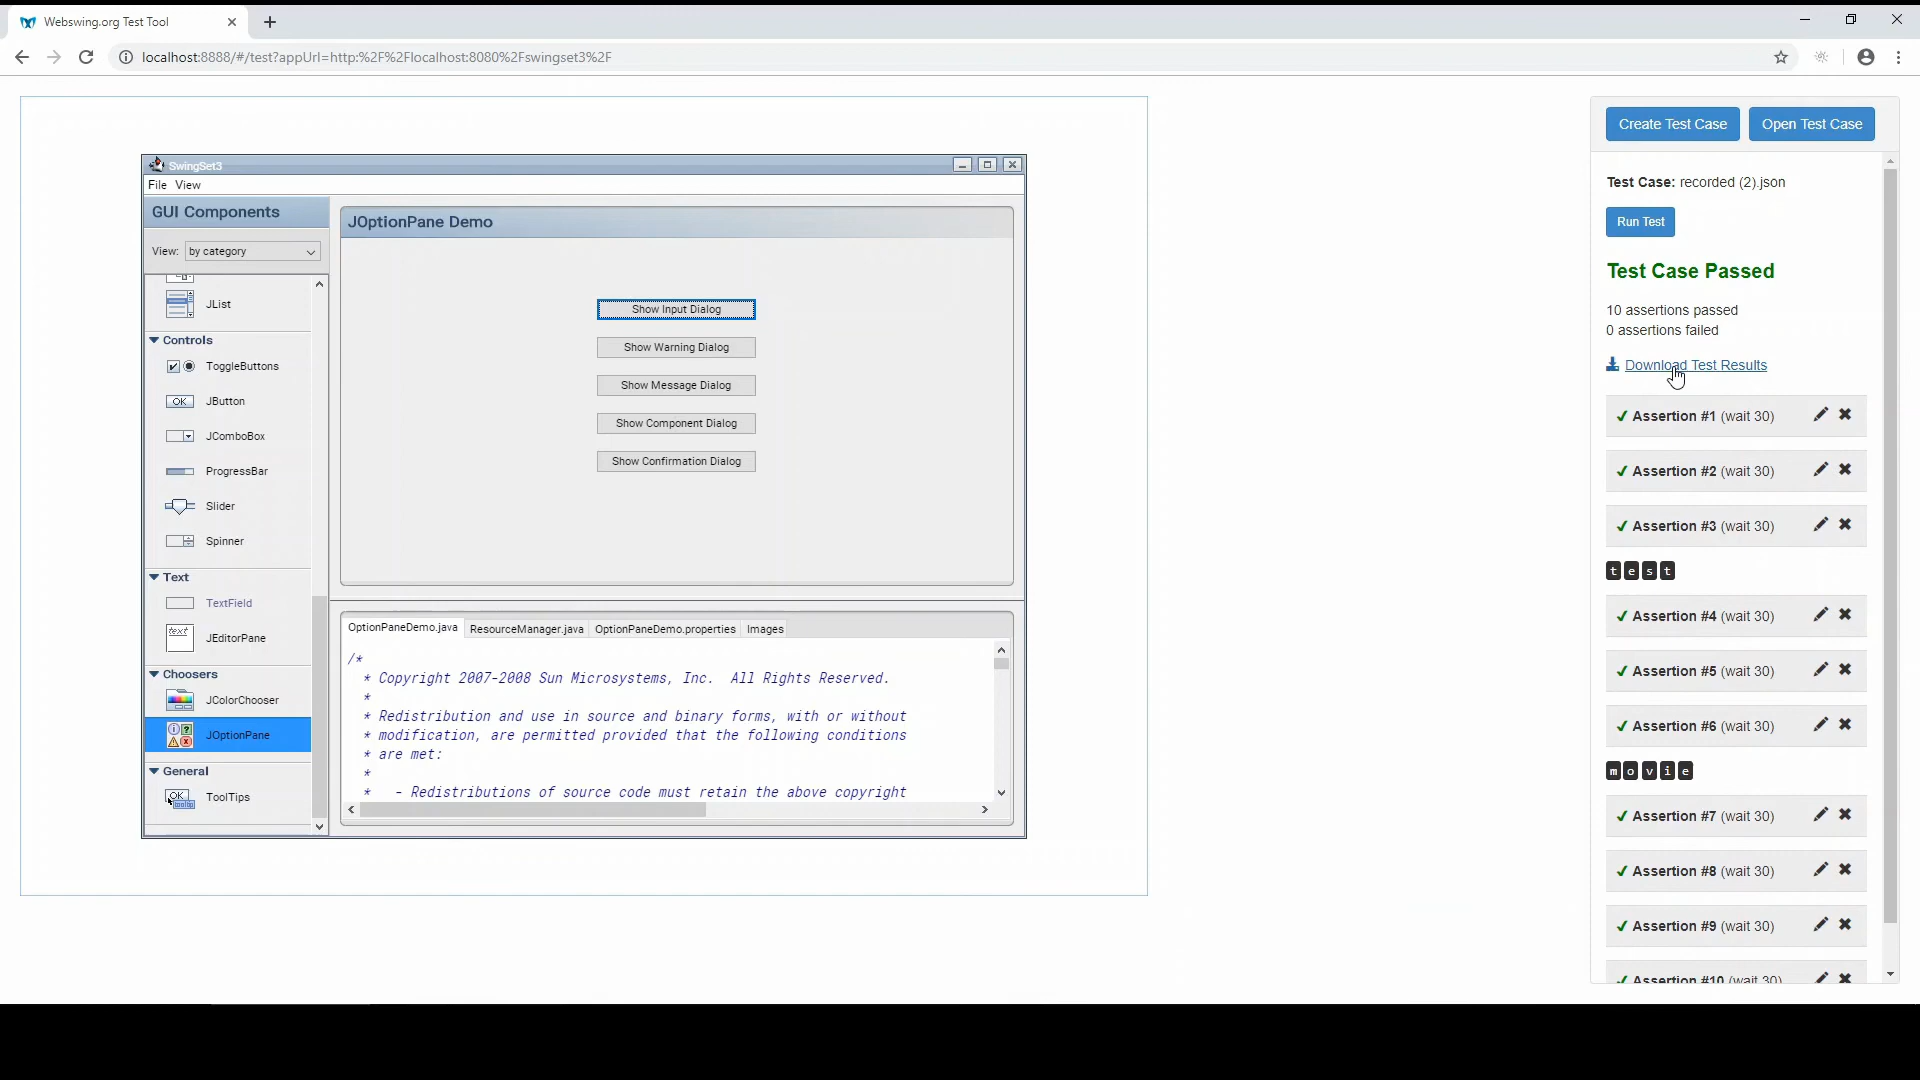 Webswing.org Test Tool
localhost:8888/#/test?appUrl=http:%2F%2Flocalhost:8080%2Fswingset3%2F
SwingSet3
File View
GUI Components
View: by category
JList
Controls
ToggleButtons
OK JButton
JComboBox
ProgressBar
Slider
Spinner
Text
TextField
text JEditorPane
Choosers
JColorChooser
JOptionPane
General
OK ToolTips
JOptionPane Demo
Show Input Dialog
Show Warning Dialog
Show Message Dialog
Show Component Dialog
Show Confirmation Dialog
OptionPaneDemo.java ResourceManager.java OptionPaneDemo.properties Images
/*
* Copyright 2007-2008 Sun Microsystems, Inc. All Rights Reserved.
*
* Redistribution and use in source and binary forms, with or without
* modification, are permitted provided that the following conditions
* are met:
*
* - Redistributions of source code must retain the above copyright
Create Test Case Open Test Case
Test Case: recorded (2).json
Run Test
Test Case Passed
10 assertions passed
0 assertions failed
Download Test Results
Assertion #1 (wait 30)
Assertion #2 (wait 30)
Assertion #3 (wait 30)
t e s t
Assertion #4 (wait 30)
Assertion #5 (wait 30)
Assertion #6 (wait 30)
m o v i e
Assertion #7 (wait 30)
Assertion #8 (wait 30)
Assertion #9 (wait 30)
Assertion #10 (wait 30)